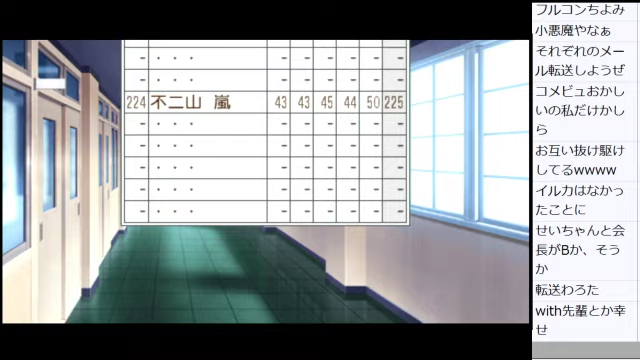 - ・・・ - - - - - -
- ・・・ - - - - - -
224 不二山 嵐 43 43 45 44 50 225
- ・・・ - - - - - -
- ・・・ - - - - - -
- ・・・ - - - - - -
- ・・・ - - - - - -
- ・・・ - - - - - -
フルコンちよみ
小悪魔やなぁ
それぞれのメー
ル転送しようぜ
コメビュおかし
いの私だけかし
ら
お互い抜け駆け
してるwwww
イルカはなかっ
たことに
せいちゃんと会
長がBか、そう
か
転送わろた
with先輩とか幸
せ